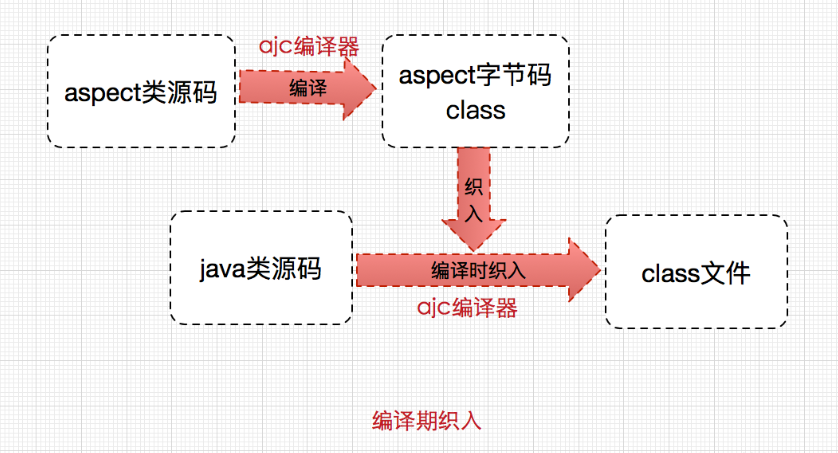 ajc编译器
aspect类源码
编译
aspect字节码
class
织
入
java类源码
编译时织入
class文件
ajc编译器
编译期织入